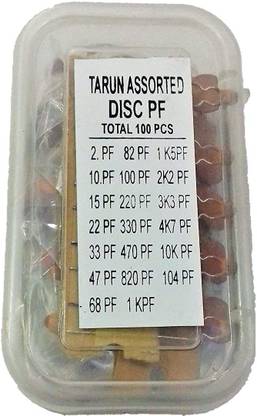 TARUN ASSORTED
DISC PF
TOTAL 100 PCS
2. PF 82 PF 1 K5PF
10.PF 100 PF 2K2 PF
15 PF 220 PF 3K3 PF
22 PF 330 PF 4K7 PF
33 PF 470 PF 10K PF
47 PF 820 PF 104 PF
68 PF 1 KPF